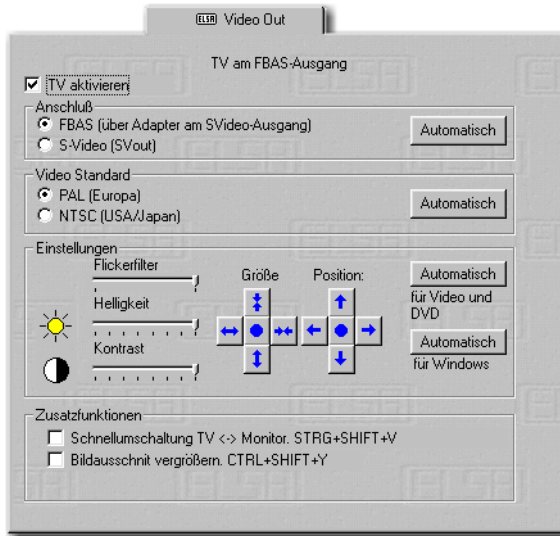 ELSA Video Out
TV am FBAS-Ausgang
TV aktivieren
Anschluß
FBAS (über Adapter am SVideo-Ausgang)
S-Video (SVout)
Automatisch
Video Standard
PAL (Europa)
NTSC (USA/Japan)
Automatisch
Einstellungen
Flickerfilter
Helligkeit
Kontrast
Größe
Position:
Automatisch
für Video und
DVD
Automatisch
für Windows
Zusatzfunktionen
Schnellumschaltung TV <-> Monitor. STRG+SHIFT+V
Bildausschnit vergrößern. CTRL+SHIFT+Y